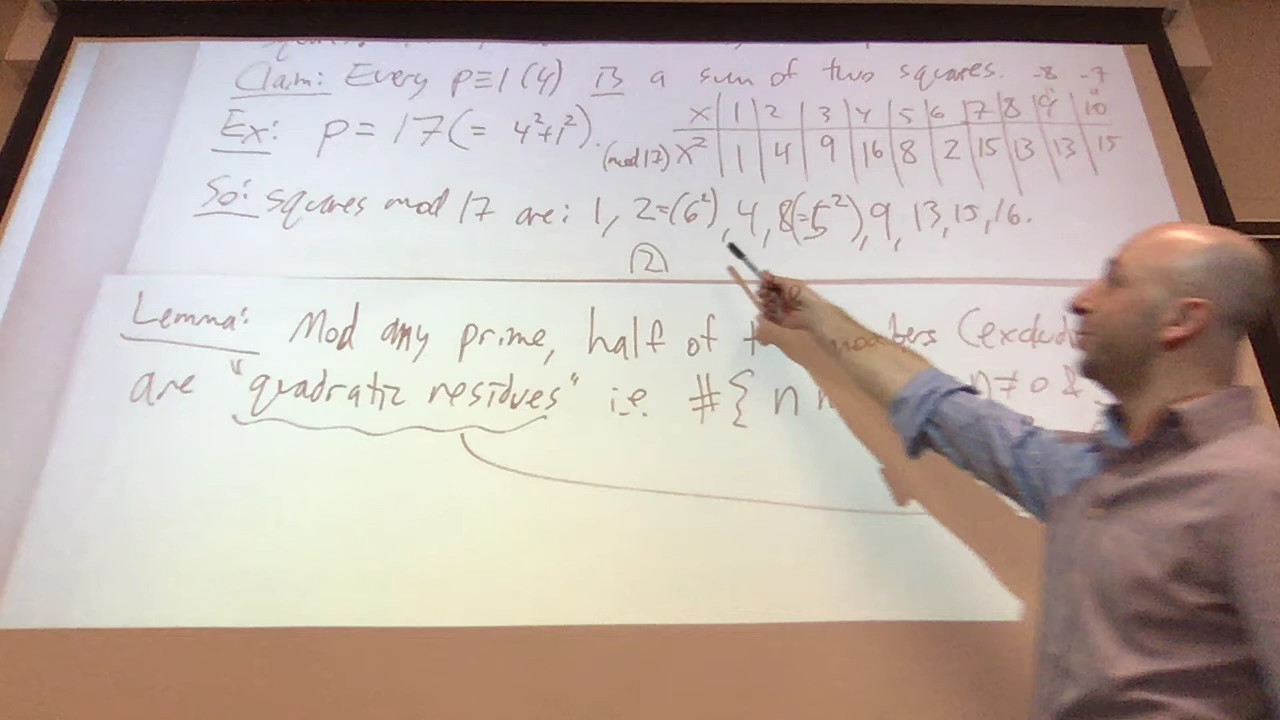 Claim: Every p≡1(4) is a sum of two squares. -8 -7
Ex: p=17(=4²+1²). x 1 2 3 4 5 6 7 8 9 10
(mod 17) x² 1 4 9 16 8 2 15 13 13 15
So: squares mod 17 are: 1, 2=(6²), 4, 8(=5²), 9, 13, 15, 16.
2
Lemma: Mod any prime, half of
are "quadratic residues" i.e. #{ n n≠0 &